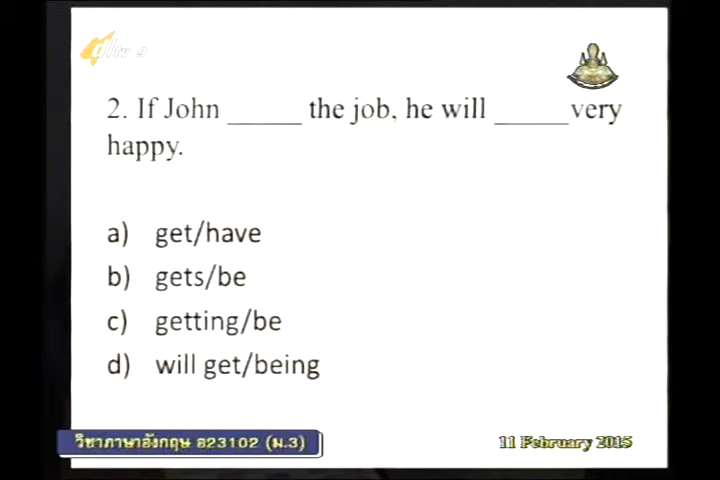 2. If John _____ the job, he will _____ very
happy.
a) get/have
b) gets/be
c) getting/be
d) will get/being
วิชาภาษาอังกฤษ อ23102 (ม.3)
11 February 2015